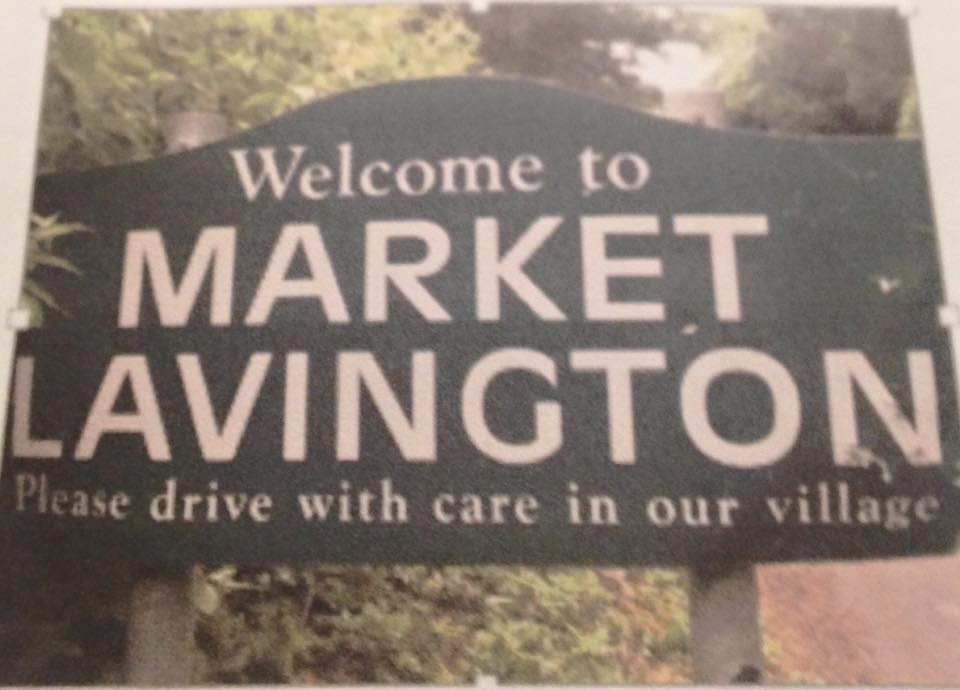 Welcome to
MARKET
LAVINGTON
Please drive with care in our village